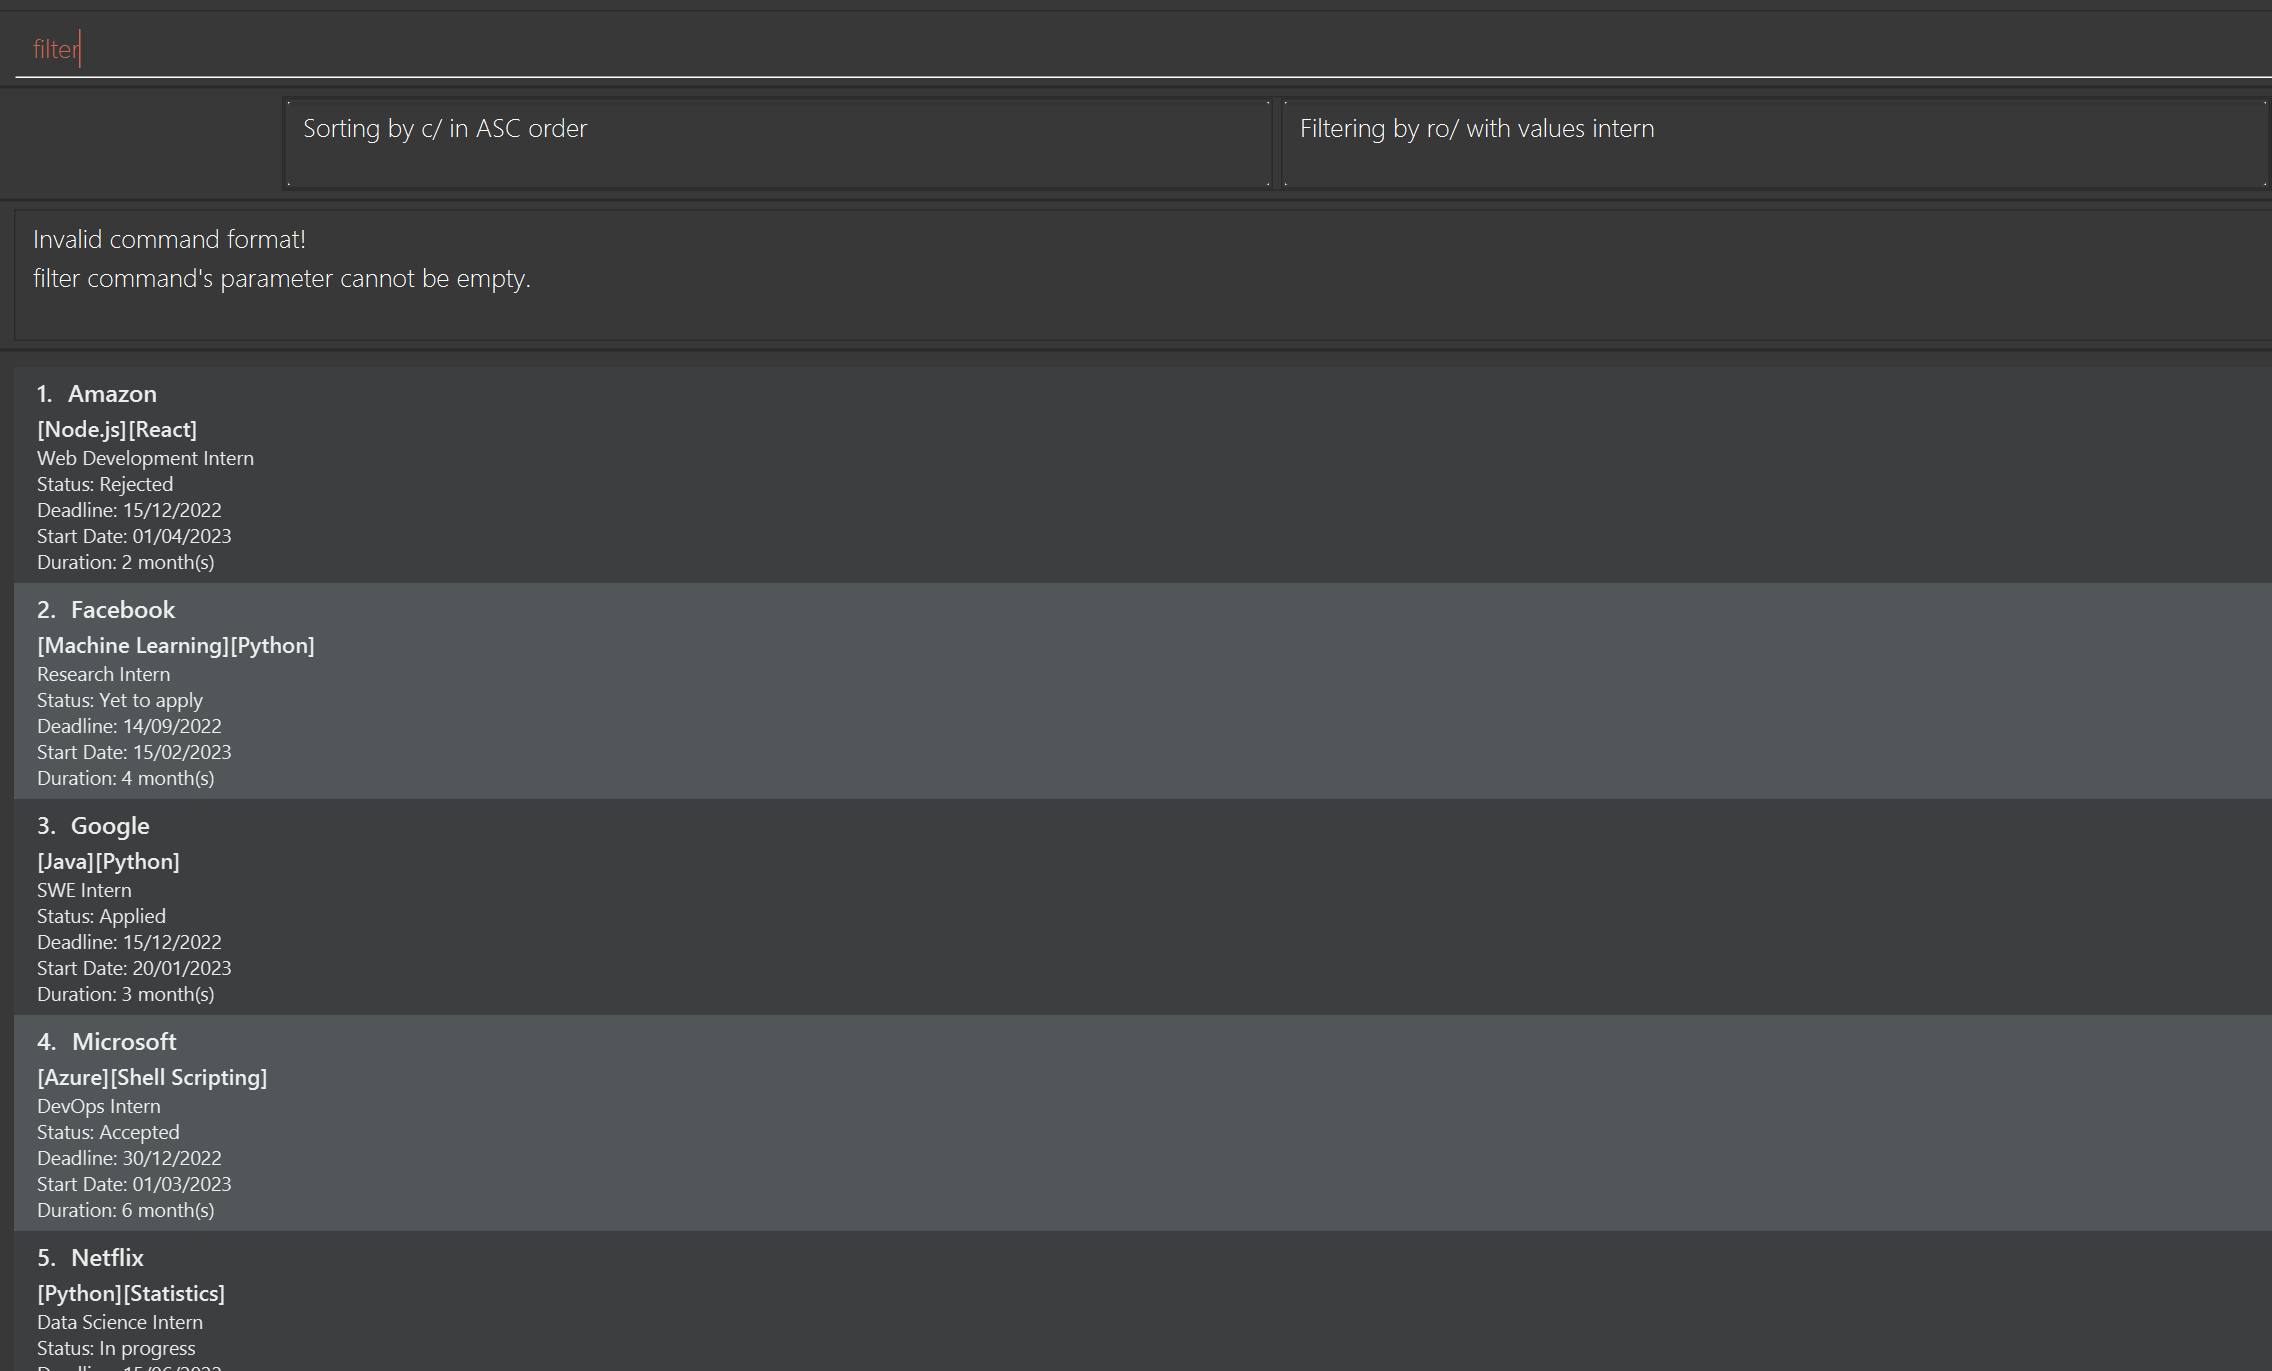 filter
Sorting by c/ in ASC order
Filtering by ro/ with values intern
Invalid command format!
filter command's parameter cannot be empty.
1. Amazon
[Node.js][React]
Web Development Intern
Status: Rejected
Deadline: 15/12/2022
Start Date: 01/04/2023
Duration: 2 month(s)
2. Facebook
[Machine Learning][Python]
Research Intern
Status: Yet to apply
Deadline: 14/09/2022
Start Date: 15/02/2023
Duration: 4 month(s)
3. Google
[Java][Python]
SWE Intern
Status: Applied
Deadline: 15/12/2022
Start Date: 20/01/2023
Duration: 3 month(s)
4. Microsoft
[Azure][Shell Scripting]
DevOps Intern
Status: Accepted
Deadline: 30/12/2022
Start Date: 01/03/2023
Duration: 6 month(s)
5. Netflix
[Python][Statistics]
Data Science Intern
Status: In progress